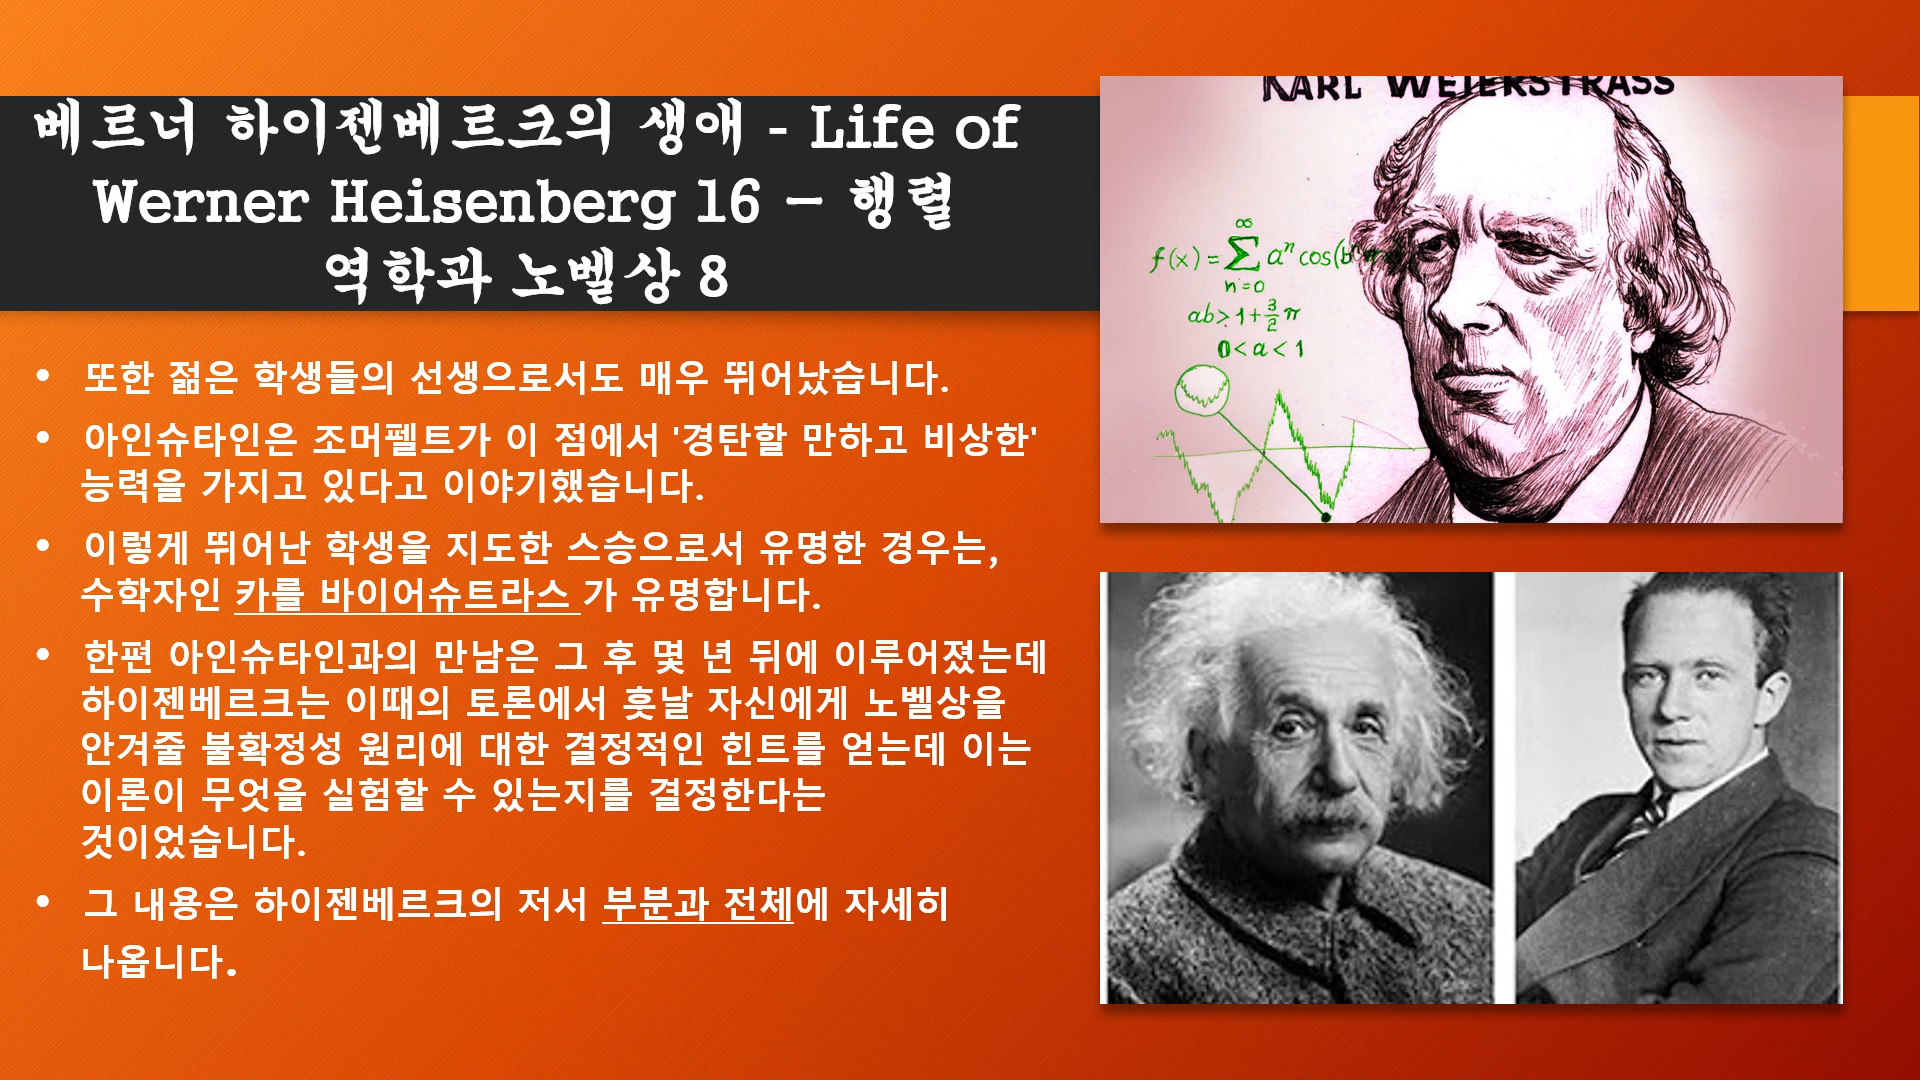 베르너 하이젠베르크의 생애 - Life of
Werner Heisenberg 16 – 행렬
역학과 노벨상 8
• 또한 젊은 학생들의 선생으로서도 매우 뛰어났습니다.
• 아인슈타인은 조머펠트가 이 점에서 '경탄할 만하고 비상한'
능력을 가지고 있다고 이야기했습니다.
• 이렇게 뛰어난 학생을 지도한 스승으로서 유명한 경우는,
수학자인 카를 바이어슈트라스 가 유명합니다.
• 한편 아인슈타인과의 만남은 그 후 몇 년 뒤에 이루어졌는데
하이젠베르크는 이때의 토론에서 훗날 자신에게 노벨상을
안겨줄 불확정성 원리에 대한 결정적인 힌트를 얻는데 이는
이론이 무엇을 실험할 수 있는지를 결정한다는
것이었습니다.
• 그 내용은 하이젠베르크의 저서 부분과 전체에 자세히
나옵니다.
KARL WEIERSTRASS
∞
f(x) = Σ aⁿ cos(bⁿ
n=0
ab > 1 + 3/2 π
0 < a < 1